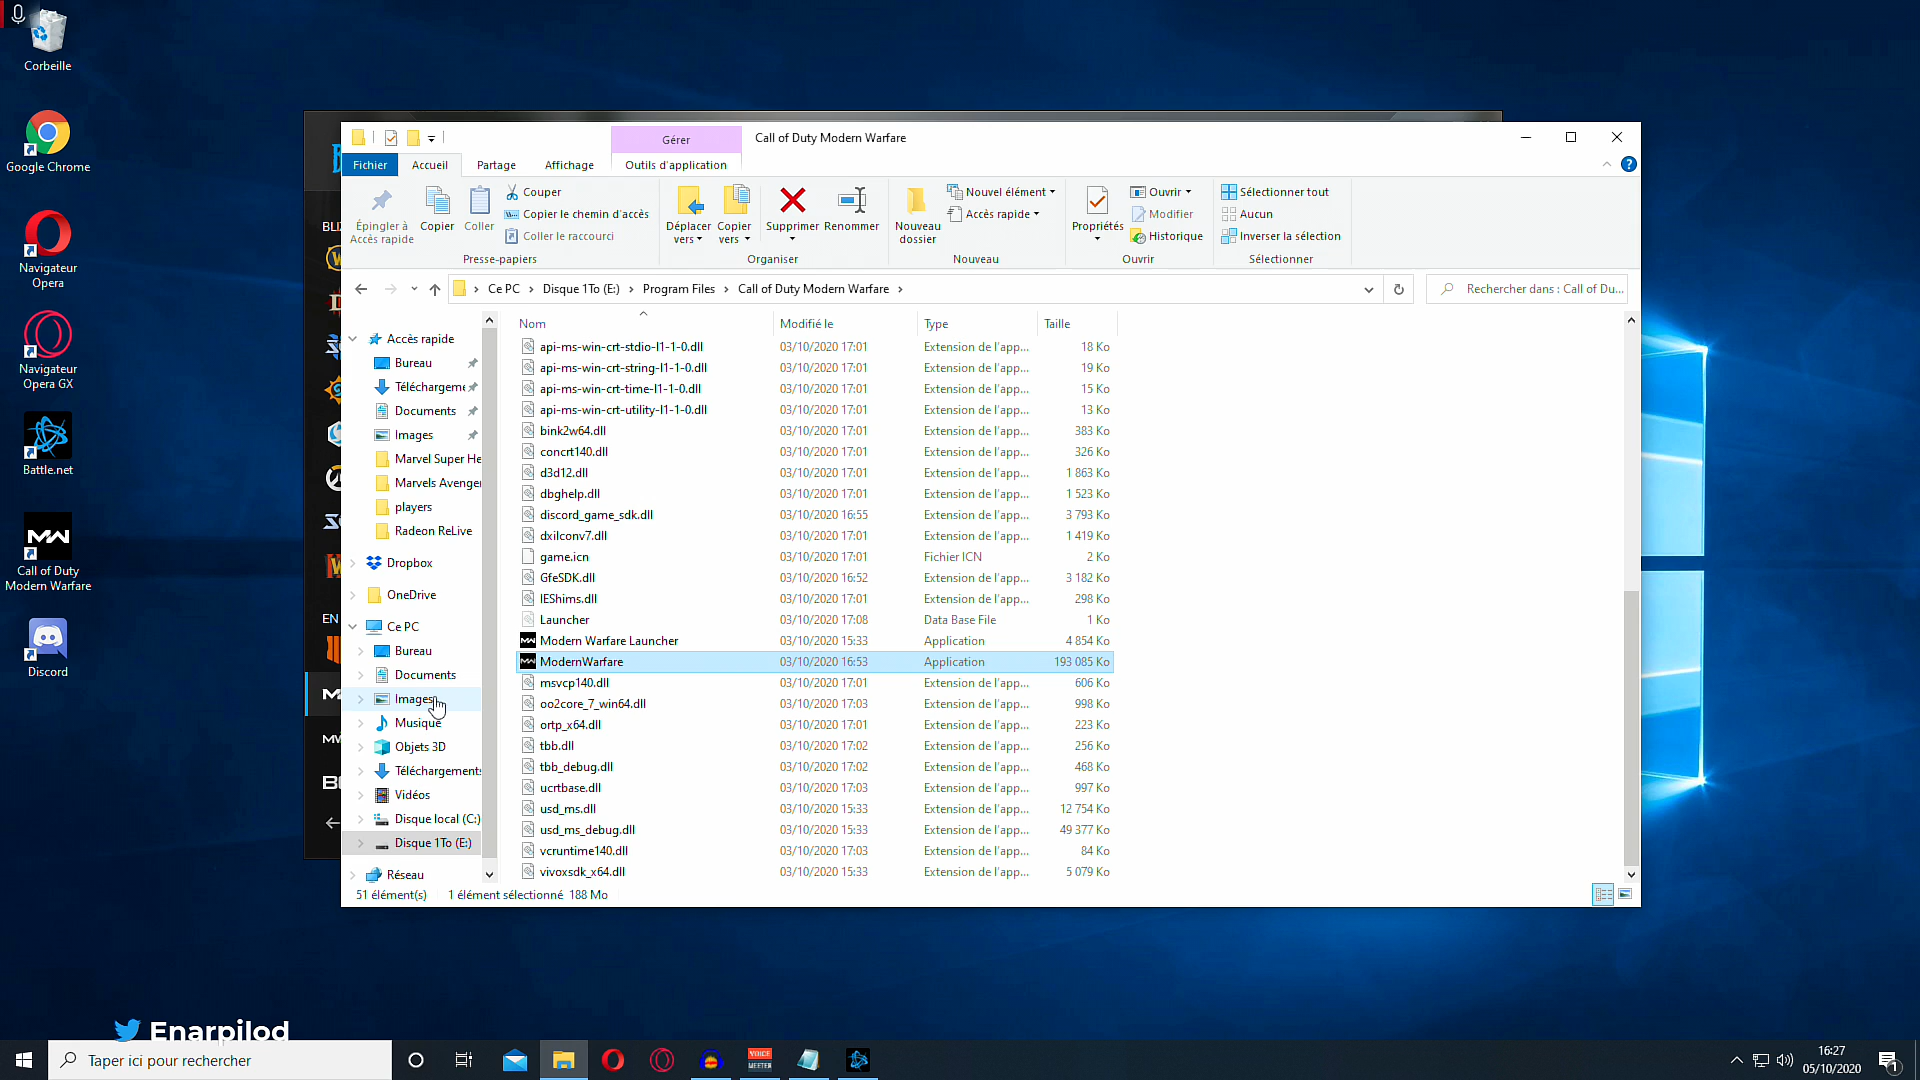 Corbeille
Google Chrome
Navigateur
Opera
Navigateur
Opera GX
Battle.net
MW
Call of Duty
Modern Warfare
Discord
Gérer
Call of Duty Modern Warfare
Fichier
Accueil
Partage
Affichage
Outils d'application
Épingler à
Accès rapide
Copier
Coller
Couper
Copier le chemin d'accès
Coller le raccourci
Presse-papiers
Déplacer
vers
Copier
vers
Supprimer
Renommer
Organiser
Nouveau
dossier
Nouvel élément
Accès rapide
Nouveau
Propriétés
Ouvrir
Modifier
Historique
Ouvrir
Sélectionner tout
Aucun
Inverser la sélection
Sélectionner
Ce PC
Disque 1To (E:)
Program Files
Call of Duty Modern Warfare
Rechercher dans : Call of Du...
Accès rapide
Bureau
Téléchargeme
Documents
Images
Marvel Super He
Marvels Avenger
players
Radeon ReLive
Dropbox
OneDrive
Ce PC
Bureau
Documents
Images
Musique
Objets 3D
Téléchargements
Vidéos
Disque local (C:)
Disque 1To (E:)
Réseau
Nom Modifié le Type Taille
api-ms-win-crt-stdio-l1-1-0.dll 03/10/2020 17:01 Extension de l'app... 18 Ko
api-ms-win-crt-string-l1-1-0.dll 03/10/2020 17:01 Extension de l'app... 19 Ko
api-ms-win-crt-time-l1-1-0.dll 03/10/2020 17:01 Extension de l'app... 15 Ko
api-ms-win-crt-utility-l1-1-0.dll 03/10/2020 17:01 Extension de l'app... 13 Ko
bink2w64.dll 03/10/2020 17:01 Extension de l'app... 383 Ko
concrt140.dll 03/10/2020 17:01 Extension de l'app... 326 Ko
d3d12.dll 03/10/2020 17:01 Extension de l'app... 1 863 Ko
dbghelp.dll 03/10/2020 17:01 Extension de l'app... 1 523 Ko
discord_game_sdk.dll 03/10/2020 16:55 Extension de l'app... 3 793 Ko
dxilconv7.dll 03/10/2020 17:01 Extension de l'app... 1 419 Ko
game.icn 03/10/2020 17:01 Fichier ICN 2 Ko
GfeSDK.dll 03/10/2020 16:52 Extension de l'app... 3 182 Ko
IEShims.dll 03/10/2020 17:01 Extension de l'app... 298 Ko
Launcher 03/10/2020 17:08 Data Base File 1 Ko
Modern Warfare Launcher 03/10/2020 15:33 Application 4 854 Ko
ModernWarfare 03/10/2020 16:53 Application 193 085 Ko
msvcp140.dll 03/10/2020 17:01 Extension de l'app... 606 Ko
oo2core_7_win64.dll 03/10/2020 17:03 Extension de l'app... 998 Ko
ortp_x64.dll 03/10/2020 17:01 Extension de l'app... 223 Ko
tbb.dll 03/10/2020 17:02 Extension de l'app... 256 Ko
tbb_debug.dll 03/10/2020 17:02 Extension de l'app... 468 Ko
ucrtbase.dll 03/10/2020 17:03 Extension de l'app... 997 Ko
usd_ms.dll 03/10/2020 15:33 Extension de l'app... 12 754 Ko
usd_ms_debug.dll 03/10/2020 15:33 Extension de l'app... 49 377 Ko
vcruntime140.dll 03/10/2020 17:03 Extension de l'app... 84 Ko
vivoxsdk_x64.dll 03/10/2020 15:33 Extension de l'app... 5 079 Ko
51 élément(s) 1 élément sélectionné 188 Mo
Enarpilod
Taper ici pour rechercher
VOICE
MEETER
16:27
05/10/2020
1